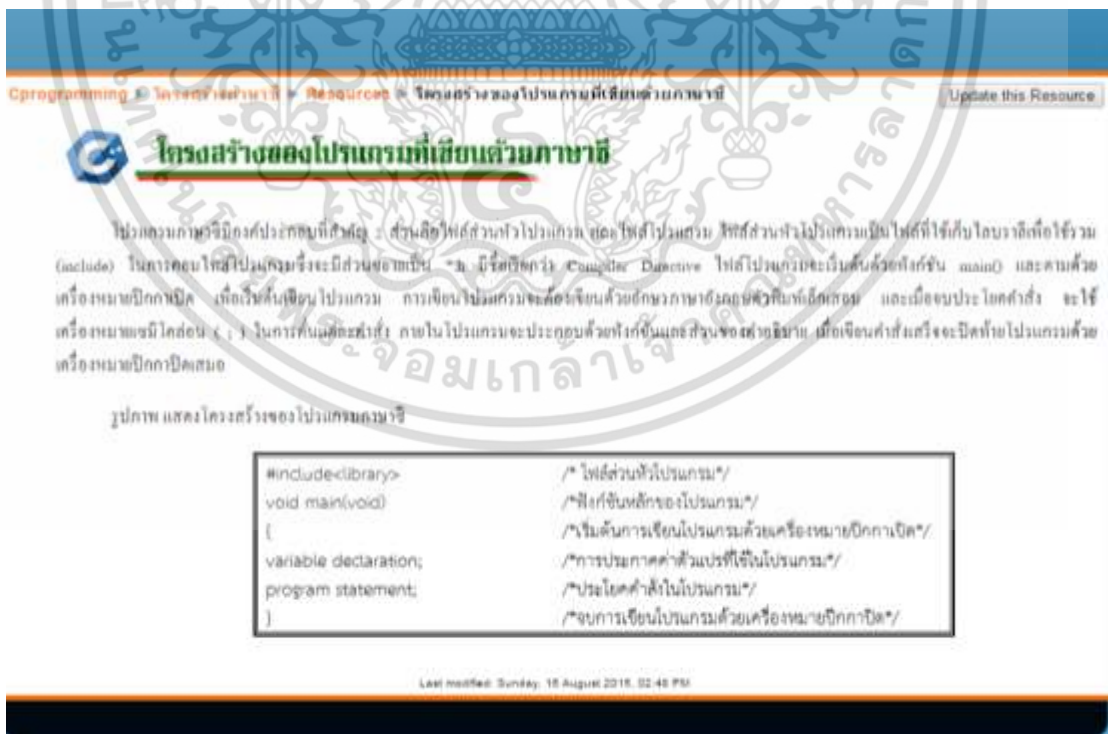 Cprogramming ► โครงสร้างภาษาซี ► Resources ► โครงสร้างของโปรแกรมที่เขียนด้วยภาษาซี
Update this Resource
โครงสร้างของโปรแกรมที่เขียนด้วยภาษาซี
โปรแกรมภาษาซีมีองค์ประกอบที่สำคัญ 2 ส่วนคือไฟล์ส่วนหัวโปรแกรม และไฟล์โปรแกรม ไฟล์ส่วนหัวโปรแกรมเป็นไฟล์ที่ใช้เก็บไลบรารีเพื่อใช้รวม
(include) ในการคอมไพล์โปรแกรมซึ่งจะมีส่วนขยายเป็น *.h มีชื่อเรียกว่า Compiler Directive ไฟล์โปรแกรมจะเริ่มต้นด้วยฟังก์ชัน main() และตามด้วย
เครื่องหมายปีกกาเปิด เพื่อเริ่มต้นเขียนโปรแกรม การเขียนโปรแกรมจะต้องเขียนด้วยอักษรภาษาอังกฤษตัวพิมพ์เล็กเสมอ และเมื่อจบประโยคคำสั่ง จะใช้
เครื่องหมายเซมิโคล่อน ( ; ) ในการคั่นแต่ละคำสั่ง ภายในโปรแกรมจะประกอบด้วยฟังก์ชันและส่วนของคำอธิบาย เมื่อเขียนคำสั่งเสร็จจะปิดท้ายโปรแกรมด้วย
เครื่องหมายปีกกาปิดเสมอ
รูปภาพ แสดงโครงสร้างของโปรแกรมภาษาซี
#include<library> /* ไฟล์ส่วนหัวโปรแกรม*/
void main(void) /*ฟังก์ชันหลักของโปรแกรม*/
{ /*เริ่มต้นการเขียนโปรแกรมด้วยเครื่องหมายปีกกาเปิด*/
variable declaration; /*การประกาศค่าตัวแปรที่ใช้ในโปรแกรม*/
program statement; /*ประโยคคำสั่งในโปรแกรม*/
} /*จบการเขียนโปรแกรมด้วยเครื่องหมายปีกกาปิด*/
Last modified: Sunday, 16 August 2015, 02:48 PM